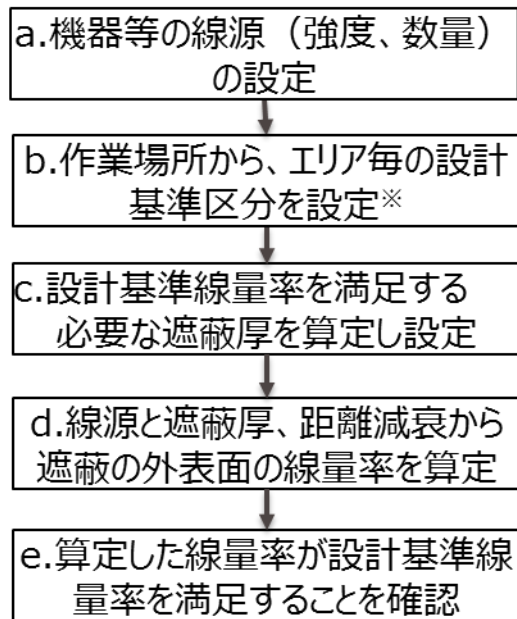 a.機器等の線源（強度、数量）
の設定
b.作業場所から、エリア毎の設計
基準区分を設定※
c.設計基準線量率を満足する
必要な遮蔽厚を算定し設定
d.線源と遮蔽厚、距離減衰から
遮蔽の外表面の線量率を算定
e.算定した線量率が設計基準線
量率を満足することを確認